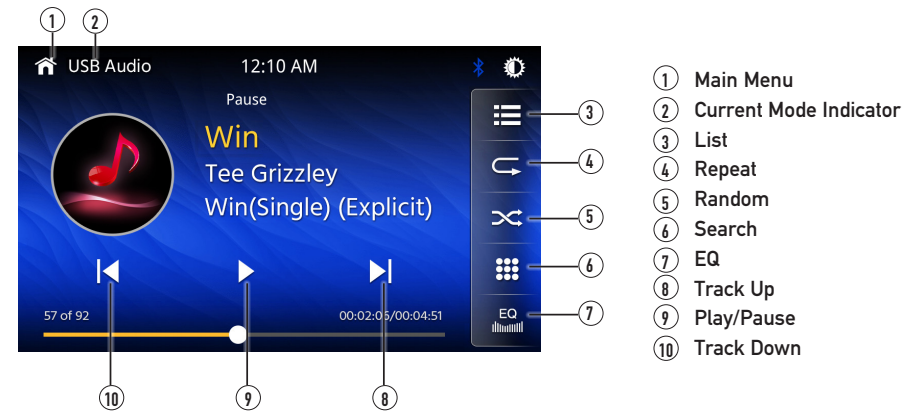 1 2
USB Audio 12:10 AM
Pause
Win
Tee Grizzley
Win(Single) (Explicit)
57 of 92 00:02:05/00:04:51
EQ
3
4
5
6
7
10 9 8
1 Main Menu
2 Current Mode Indicator
3 List
4 Repeat
5 Random
6 Search
7 EQ
8 Track Up
9 Play/Pause
10 Track Down